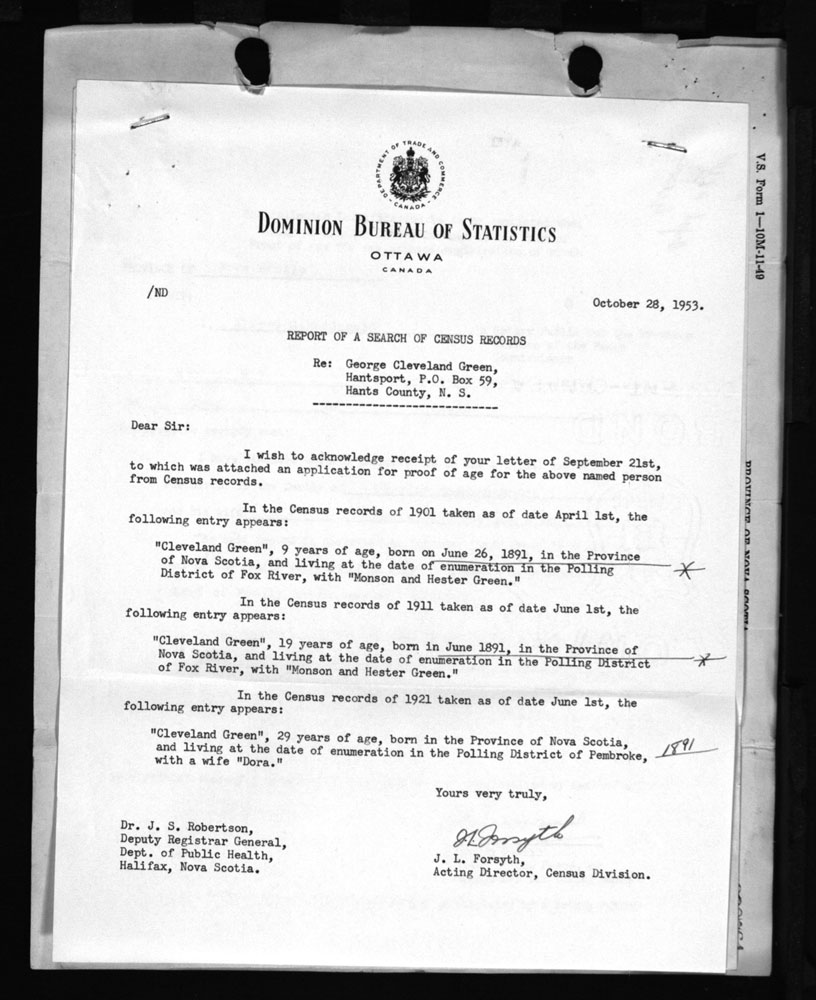 DEPARTMENT OF TRADE AND COMMERCE
CANADA
DOMINION BUREAU OF STATISTICS
OTTAWA
CANADA
/ND
October 28, 1953.
REPORT OF A SEARCH OF CENSUS RECORDS
Re: George Cleveland Green,
Hantsport, P.O. Box 59,
Hants County, N. S.
Dear Sir:
I wish to acknowledge receipt of your letter of September 21st,
to which was attached an application for proof of age for the above named person
from Census records.
In the Census records of 1901 taken as of date April 1st, the
following entry appears:
"Cleveland Green", 9 years of age, born on June 26, 1891, in the Province
of Nova Scotia, and living at the date of enumeration in the Polling
District of Fox River, with "Monson and Hester Green."
In the Census records of 1911 taken as of date June 1st, the
following entry appears:
"Cleveland Green", 19 years of age, born in June 1891, in the Province of
Nova Scotia, and living at the date of enumeration in the Polling District
of Fox River, with "Monson and Hester Green."
In the Census records of 1921 taken as of date June 1st, the
following entry appears:
"Cleveland Green", 29 years of age, born in the Province of Nova Scotia,
and living at the date of enumeration in the Polling District of Pembroke,
with a wife "Dora."
1891
Yours very truly,
Dr. J. S. Robertson,
Deputy Registrar General,
Dept. of Public Health,
Halifax, Nova Scotia.
JLForsyth
J. L. Forsyth,
Acting Director, Census Division.
V.S. Form 1—10M-11-49
PROVINCE OF NOVA SCOTIA